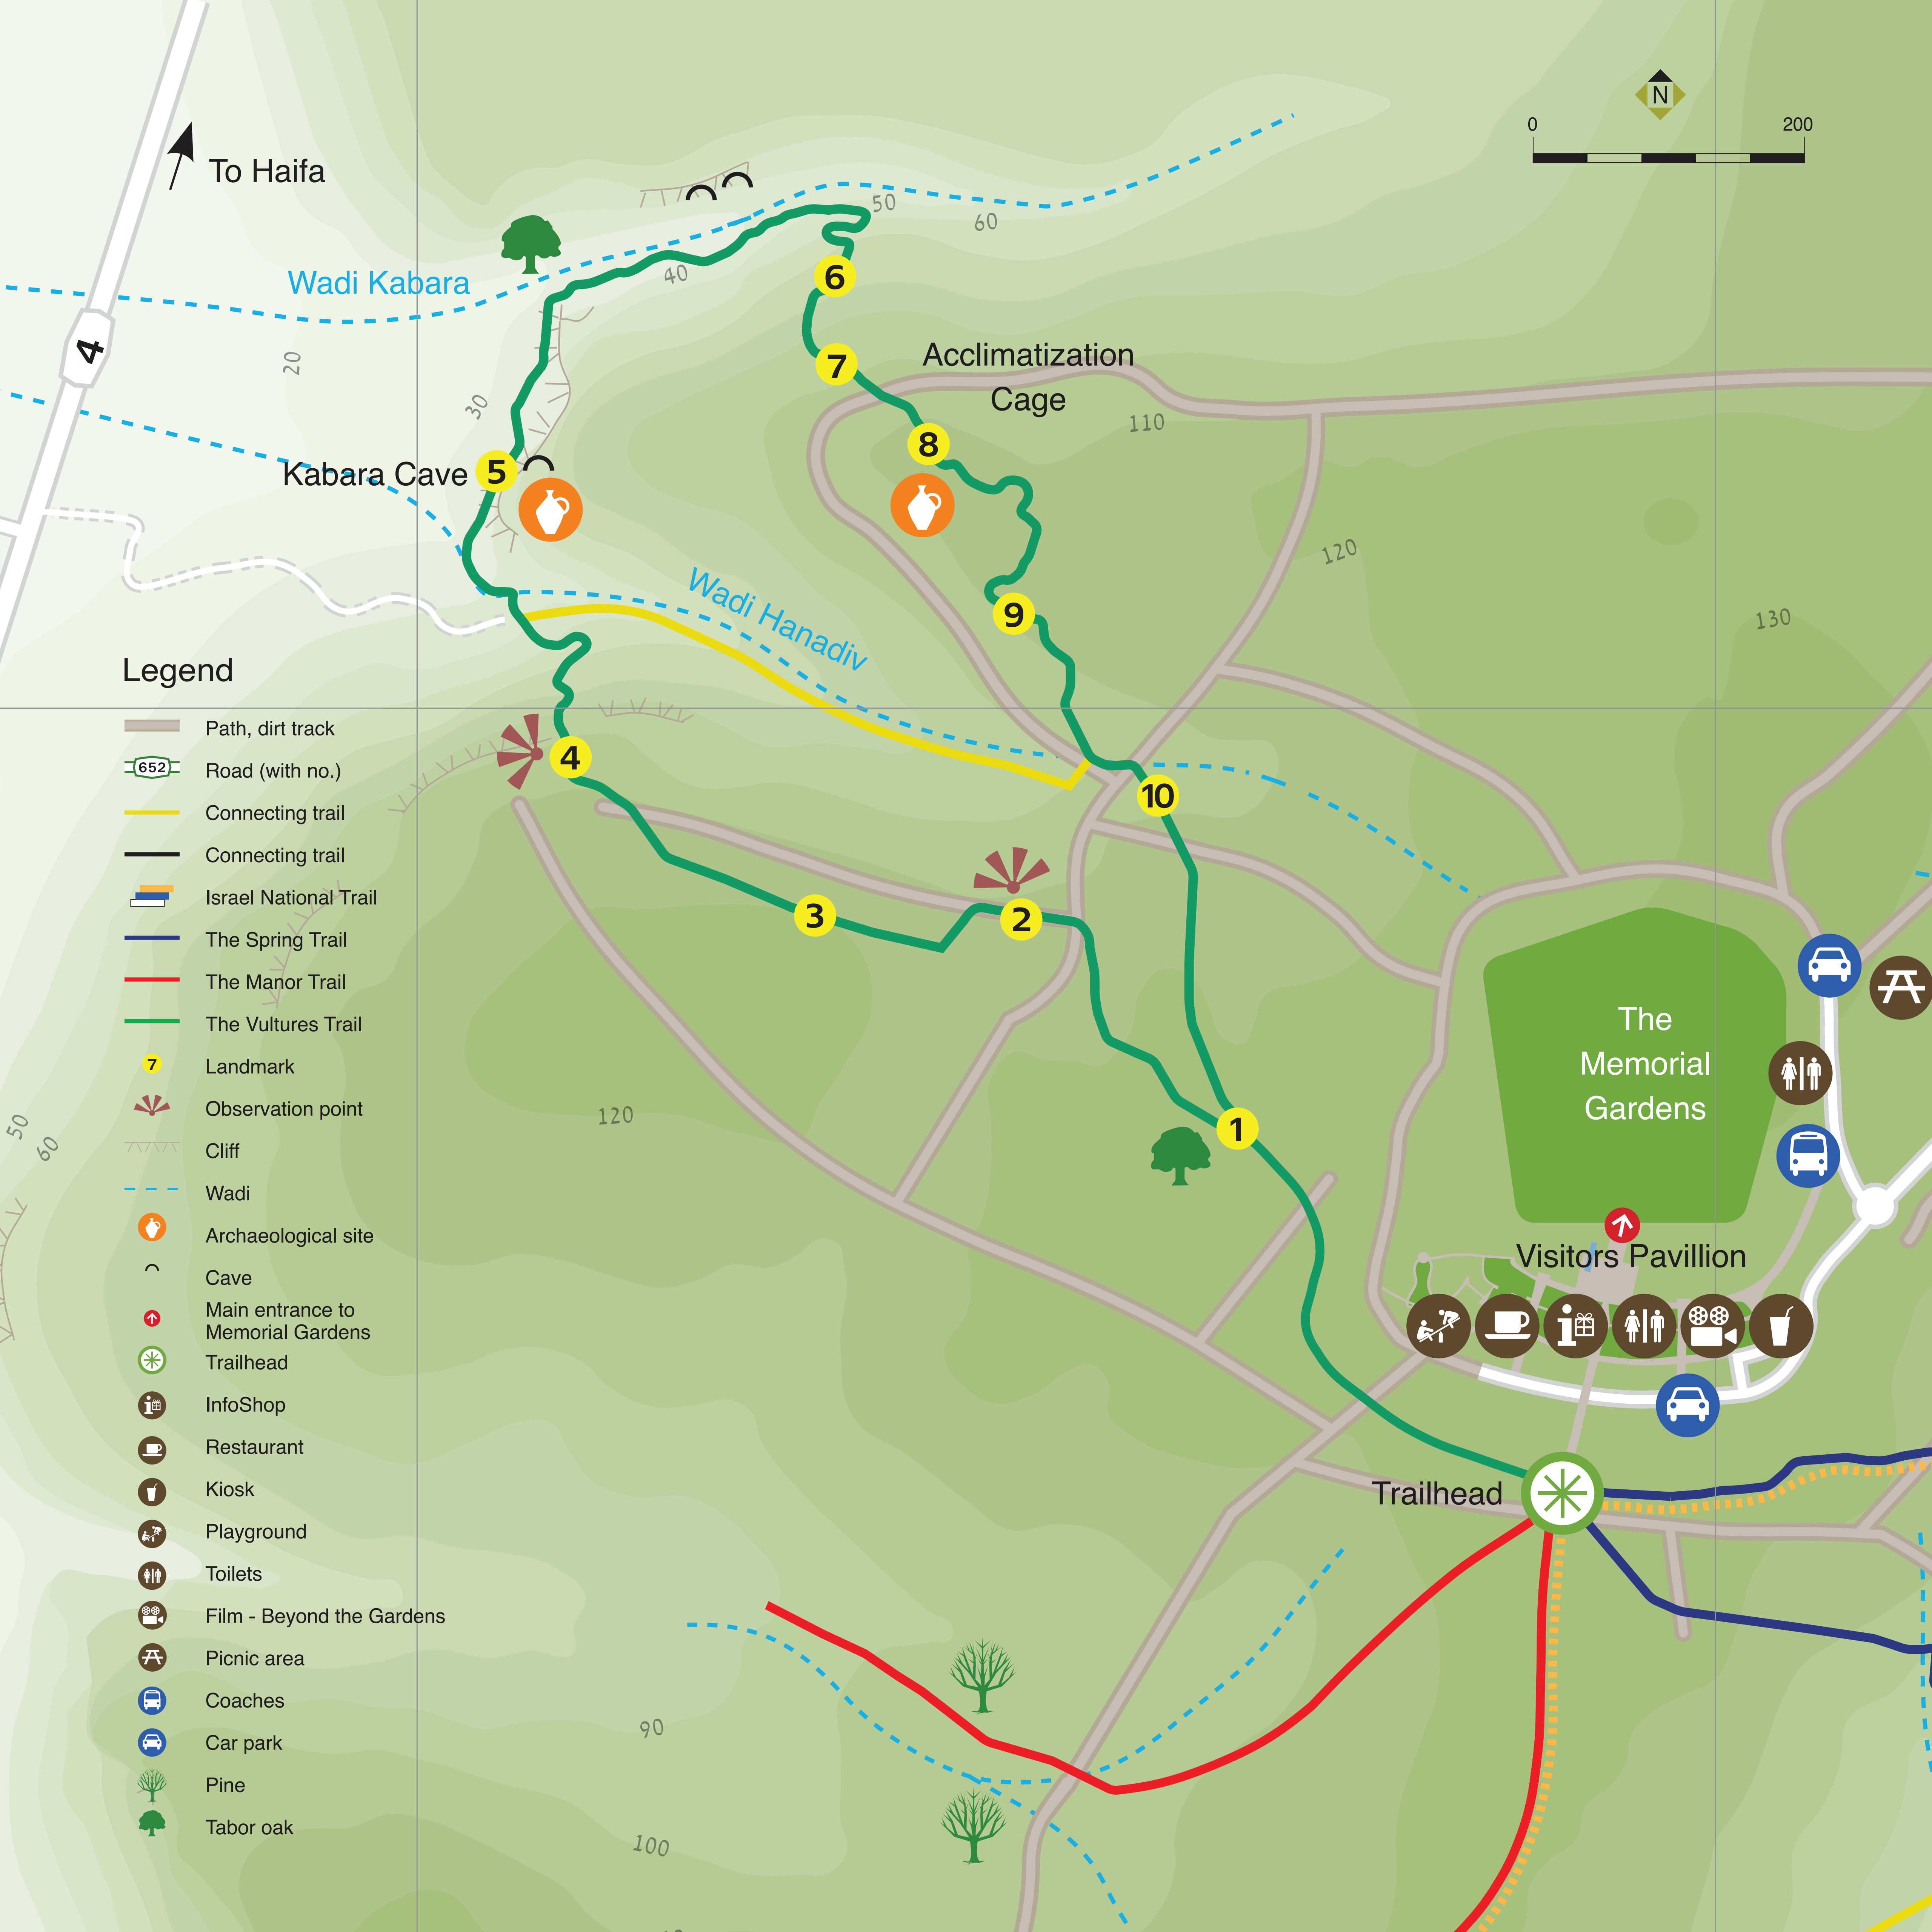 N
0 200
To Haifa
50
60
6
Wadi Kabara
40
4
20
7
Acclimatization
Cage
30
110
8
Kabara Cave
5
120
Wadi Hanadiv
9
130
Legend
4
10
Path, dirt track
652
Road (with no.)
Connecting trail
Connecting trail
Israel National Trail
The Spring Trail
The Manor Trail
The Vultures Trail
7
Landmark
Observation point
Cliff
Wadi
Archaeological site
Cave
Main entrance to
Memorial Gardens
Trailhead
InfoShop
Restaurant
Kiosk
Playground
Toilets
Film - Beyond the Gardens
Picnic area
Coaches
Car park
Pine
Tabor oak
3
2
The
Memorial
Gardens
50
60
120
1
Visitors Pavillion
i
Trailhead
90
100